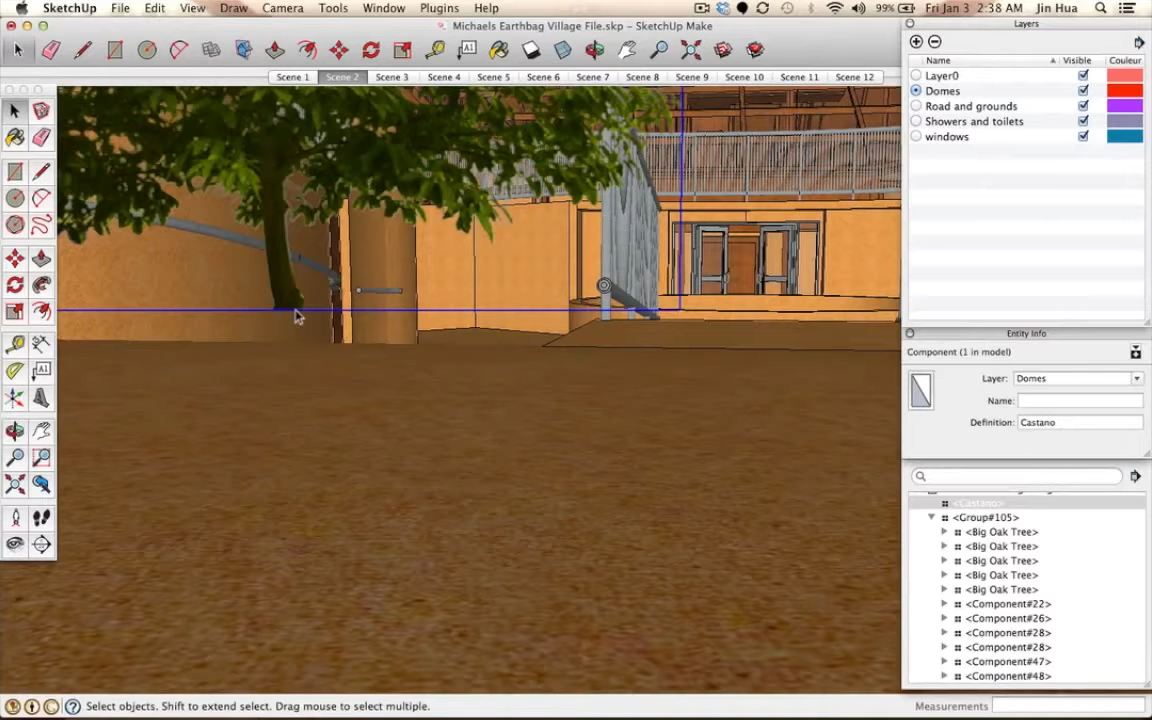 SketchUp File Edit View Draw Camera Tools Window Plugins Help 99% Fri Jan 3 2:38 AM Jin Hua
Michaels Earthbag Village File.skp – SketchUp Make
Scene 1 Scene 2 Scene 3 Scene 4 Scene 5 Scene 6 Scene 7 Scene 8 Scene 9 Scene 10 Scene 11 Scene 12
Layers
Name Visible Couleur
Layer0
Domes
Road and grounds
Showers and toilets
windows
Entity Info
Component (1 in model)
Layer: Domes
Name:
Definition: Castano
<Castano>
<Group#105>
<Big Oak Tree>
<Big Oak Tree>
<Big Oak Tree>
<Big Oak Tree>
<Big Oak Tree>
<Component#22>
<Component#26>
<Component#28>
<Component#28>
<Component#47>
<Component#48>
Select objects. Shift to extend select. Drag mouse to select multiple.
Measurements